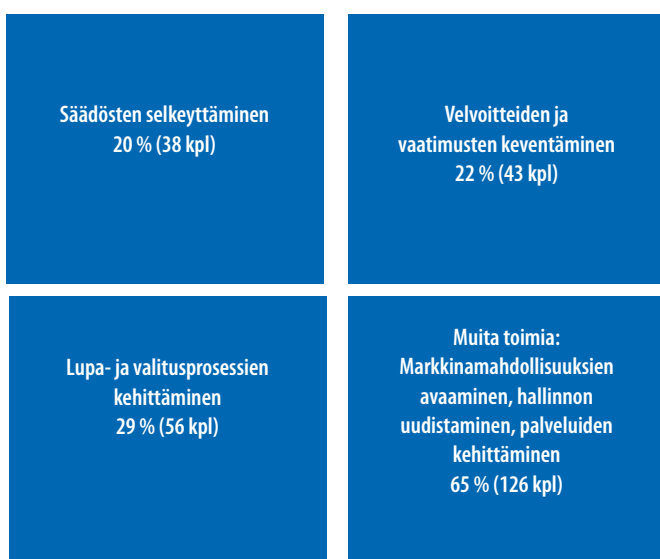 Säädösten selkeyttäminen
20 % (38 kpl)
Velvoitteiden ja
vaatimusten keventäminen
22 % (43 kpl)
Lupa- ja valitusprosessien
kehittäminen
29 % (56 kpl)
Muita toimia:
Markkinamahdollisuuksien
avaaminen, hallinnon
uudistaminen, palveluiden
kehittäminen
65 % (126 kpl)